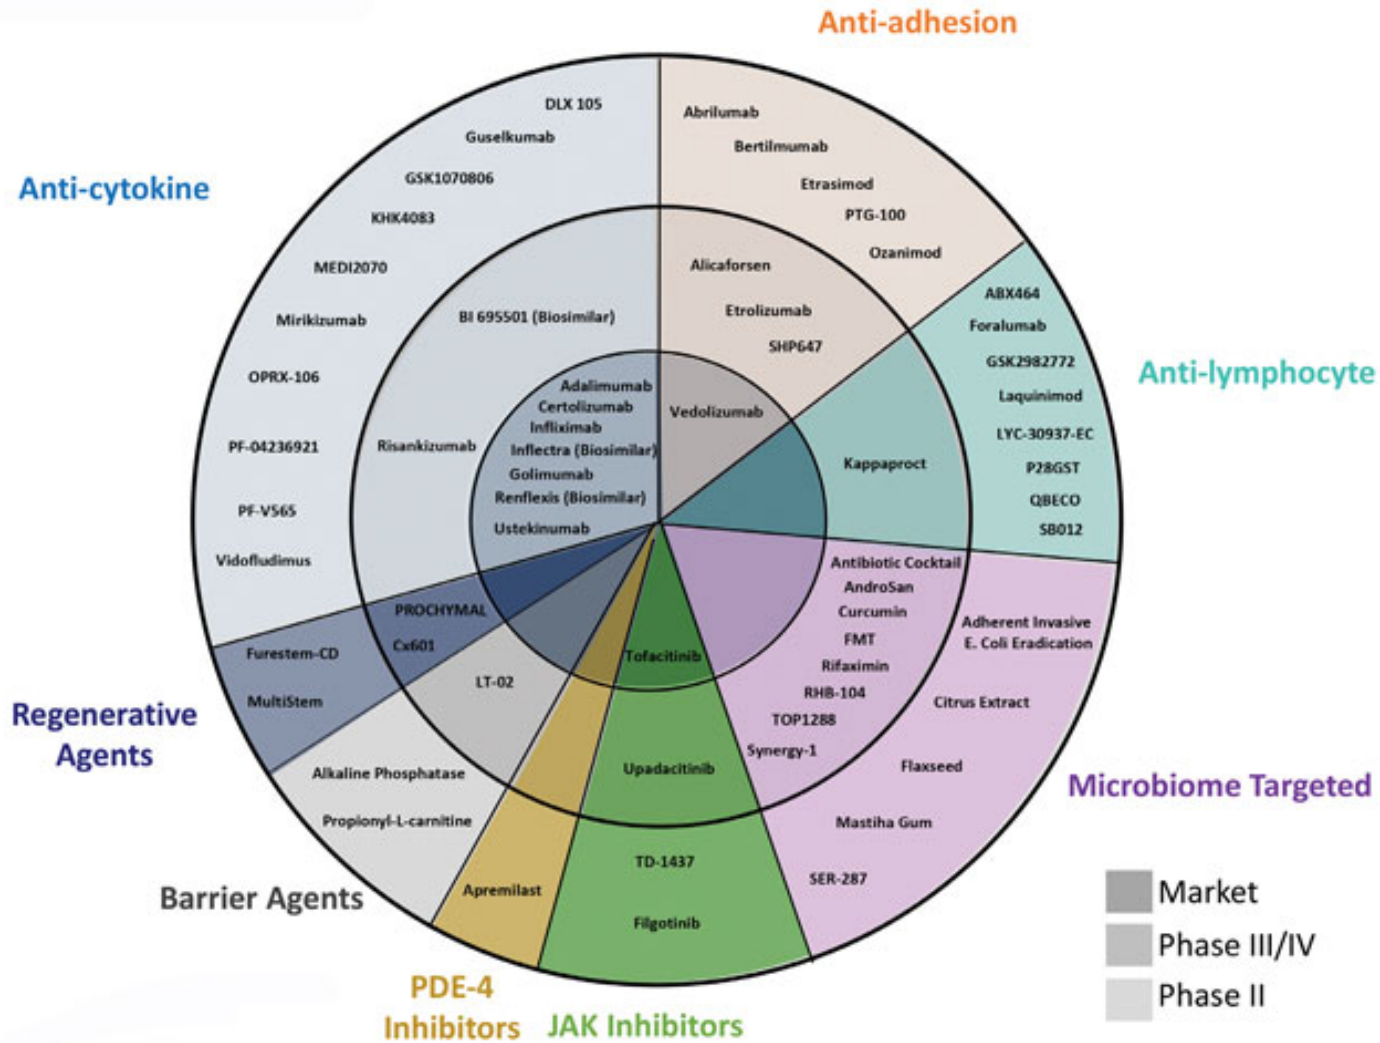 Anti-adhesion
Anti-cytokine
Anti-lymphocyte
Microbiome Targeted
JAK Inhibitors
PDE-4
Inhibitors
Barrier Agents
Regenerative
Agents
DLX 105
Guselkumab
GSK1070806
KHK4083
MEDI2070
Mirikizumab
OPRX-106
PF-04236921
PF-V565
Vidofludimus
BI 695501 (Biosimilar)
Risankizumab
Adalimumab
Certolizumab
Infliximab
Inflectra (Biosimilar)
Golimumab
Renflexis (Biosimilar)
Ustekinumab
Abrilumab
Bertilmumab
Etrasimod
PTG-100
Ozanimod
Alicaforsen
Etrolizumab
SHP647
Vedolizumab
ABX464
Foralumab
GSK2982772
Laquinimod
LYC-30937-EC
P28GST
QBECO
SB012
Kappaproct
Antibiotic Cocktail
AndroSan
Curcumin
FMT
Rifaximin
RHB-104
TOP1288
Synergy-1
Adherent Invasive
E. Coli Eradication
Citrus Extract
Flaxseed
Mastiha Gum
SER-287
Tofacitinib
Upadacitinib
TD-1437
Filgotinib
Apremilast
LT-02
Alkaline Phosphatase
Propionyl-L-carnitine
PROCHYMAL
Cx601
Furestem-CD
MultiStem
Market
Phase III/IV
Phase II